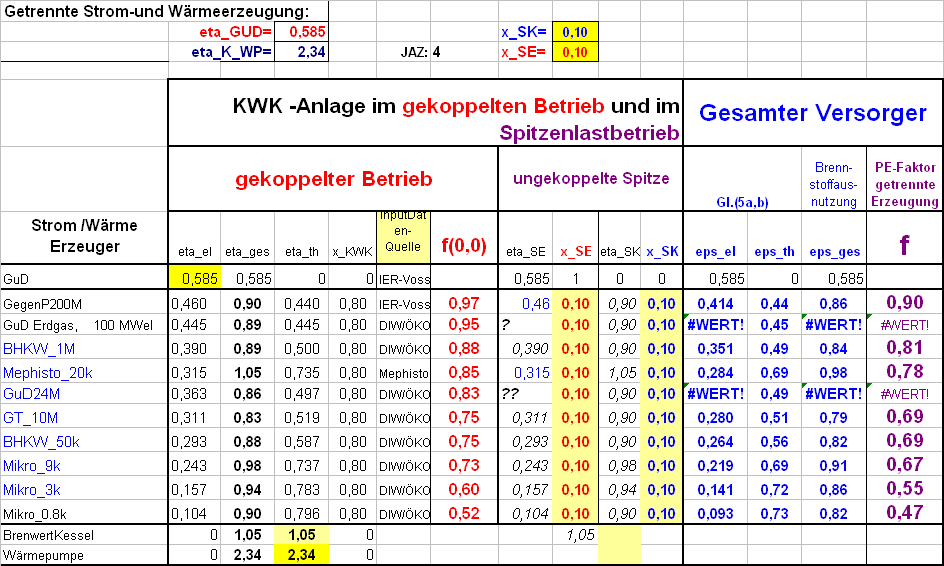 Getrennte Strom-und Wärmeerzeugung:
eta_GUD= 0,585 x_SK= 0,10
eta_K_WP= 2,34 JAZ: 4 x_SE= 0,10
KWK -Anlage im gekoppelten Betrieb und im
Spitzenlastbetrieb
Gesamter Versorger
gekoppelter Betrieb
ungekoppelte Spitze
Gl.(5a,b)
Brenn-
stoffaus-
nutzung
PE-Faktor
getrennte
Erzeugung
Strom /Wärme
Erzeuger
eta_el eta_ges eta_th x_KWK
InputDat
en-
Quelle
f(0,0)
eta_SE x_SE eta_SK x_SK eps_el eps_th eps_ges f
GuD 0,585 0,585 0 0 IER-Voss 0,585 1 0 0 0,585 0 0,585
GegenP200M 0,460 0,90 0,440 0,80 IER-Voss 0,97 0,46 0,10 0,90 0,10 0,414 0,44 0,86 0,90
GuD Erdgas, 100 MWel 0,445 0,89 0,445 0,80 DIW/ÖKO 0,95 ? 0,10 0,90 0,10 #WERT! 0,45 #WERT! #WERT!
BHKW_1M 0,390 0,89 0,500 0,80 DIW/ÖKO 0,88 0,390 0,10 0,90 0,10 0,351 0,49 0,84 0,81
Mephisto_20k 0,315 1,05 0,735 0,80 Mephisto 0,85 0,315 0,10 1,05 0,10 0,284 0,69 0,98 0,78
GuD24M 0,363 0,86 0,497 0,80 DIW/ÖKO 0,83 ?? 0,10 0,90 0,10 #WERT! 0,49 #WERT! #WERT!
GT_10M 0,311 0,83 0,519 0,80 DIW/ÖKO 0,75 0,311 0,10 0,90 0,10 0,280 0,51 0,79 0,69
BHKW_50k 0,293 0,88 0,587 0,80 DIW/ÖKO 0,75 0,293 0,10 0,90 0,10 0,264 0,56 0,82 0,69
Mikro_9k 0,243 0,98 0,737 0,80 DIW/ÖKO 0,73 0,243 0,10 0,98 0,10 0,219 0,69 0,91 0,67
Mikro_3k 0,157 0,94 0,783 0,80 DIW/ÖKO 0,60 0,157 0,10 0,94 0,10 0,141 0,72 0,86 0,55
Mikro_0.8k 0,104 0,90 0,796 0,80 DIW/ÖKO 0,52 0,104 0,10 0,90 0,10 0,093 0,73 0,82 0,47
BrenwertKessel 0 1,05 1,05 0 1,05
Wärmepumpe 0 2,34 2,34 0